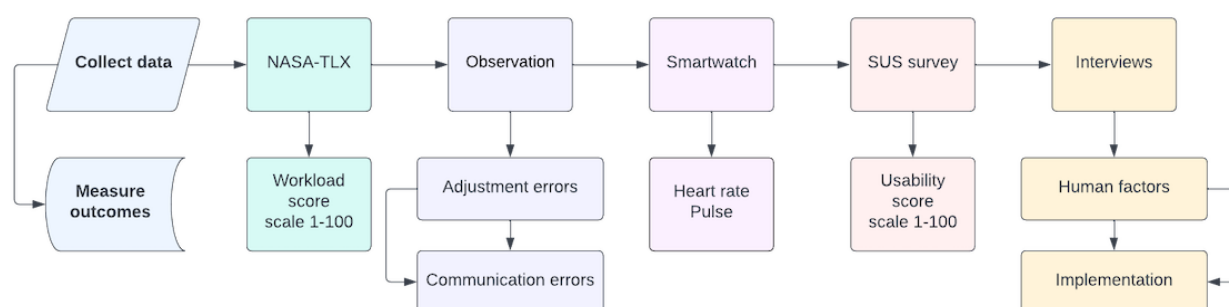 Collect data
NASA-TLX
Observation
Smartwatch
SUS survey
Interviews
Measure
outcomes
Workload
score
scale 1-100
Adjustment errors
Heart rate
Pulse
Usability
score
scale 1-100
Human factors
Communication errors
Implementation